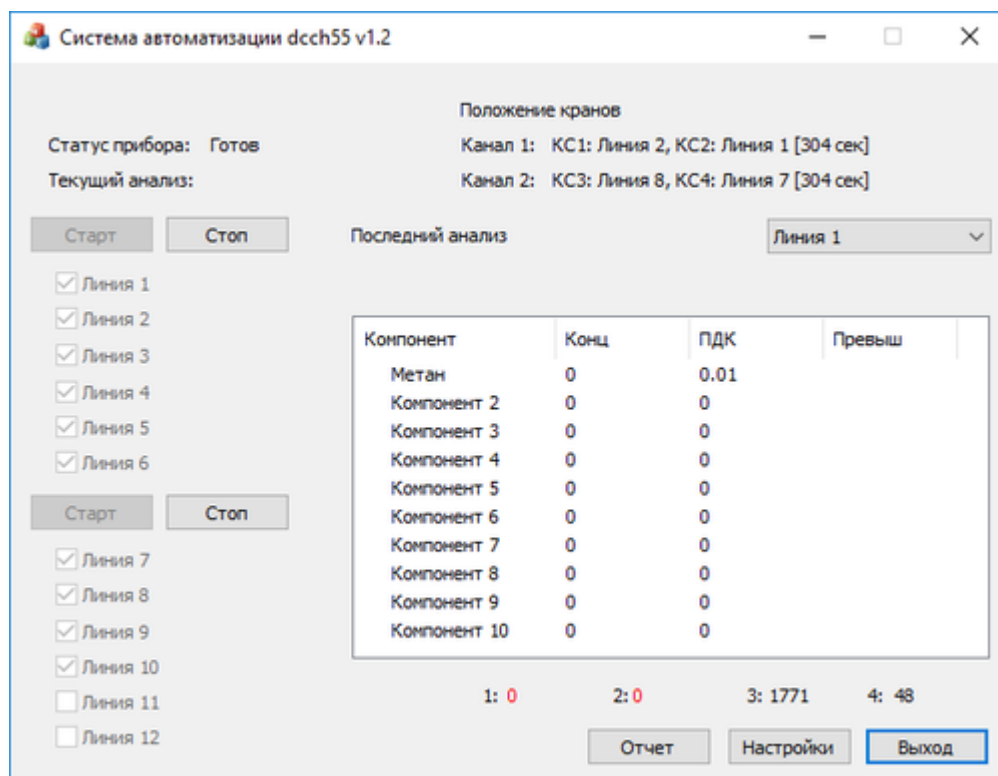 Система автоматизации dcch55 v1.2
Положение кранов
Статус прибора: Готов
Канал 1: КС1: Линия 2, КС2: Линия 1 [304 сек]
Текущий анализ:
Канал 2: КС3: Линия 8, КС4: Линия 7 [304 сек]
Старт
Стоп
Последний анализ
Линия 1
Линия 1
Линия 2
Линия 3
Линия 4
Линия 5
Линия 6
Старт
Стоп
Линия 7
Линия 8
Линия 9
Линия 10
Линия 11
Линия 12
Компонент Конц ПДК Превыш
Метан 0 0.01
Компонент 2 0 0
Компонент 3 0 0
Компонент 4 0 0
Компонент 5 0 0
Компонент 6 0 0
Компонент 7 0 0
Компонент 8 0 0
Компонент 9 0 0
Компонент 10 0 0
1: 0 2: 0 3: 1771 4: 48
Отчет
Настройки
Выход